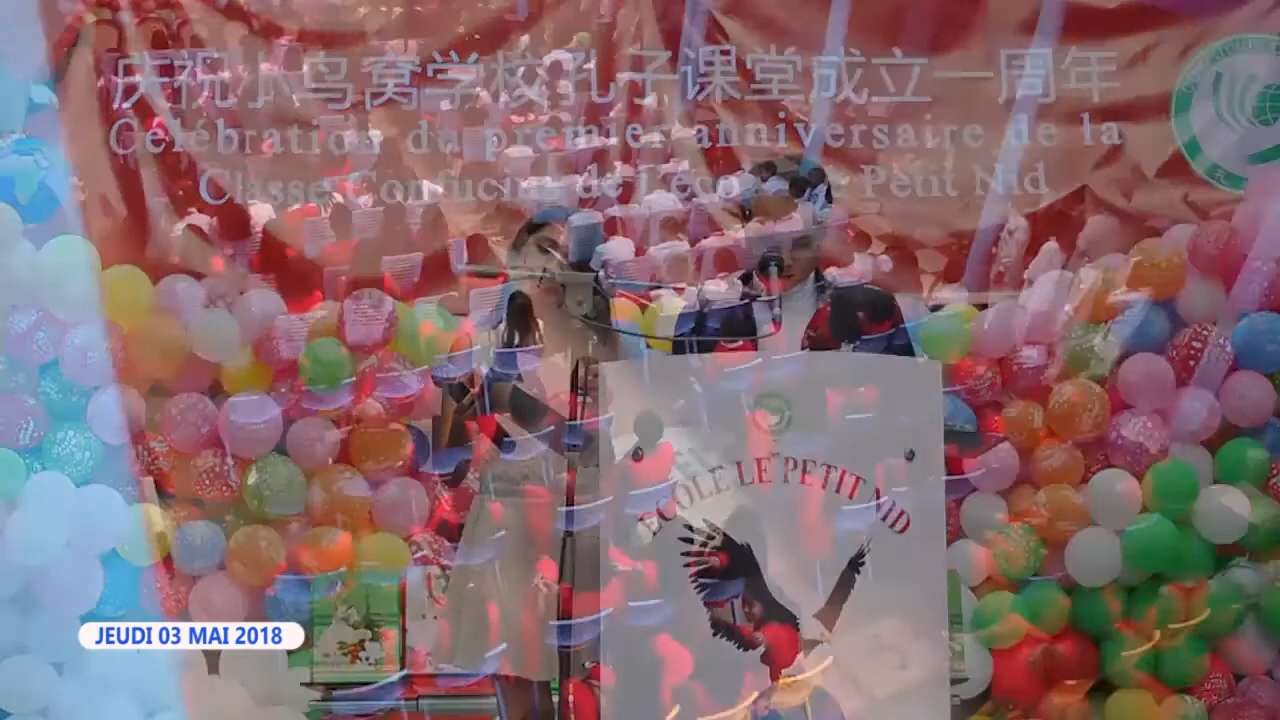 庆祝小鸟窝学校孔子课堂成立一周年
Célébration du premier anniversaire de la
Classe Confucius de l'école Le Petit Nid
ECOLE LE PETIT NID
JEUDI 03 MAI 2018